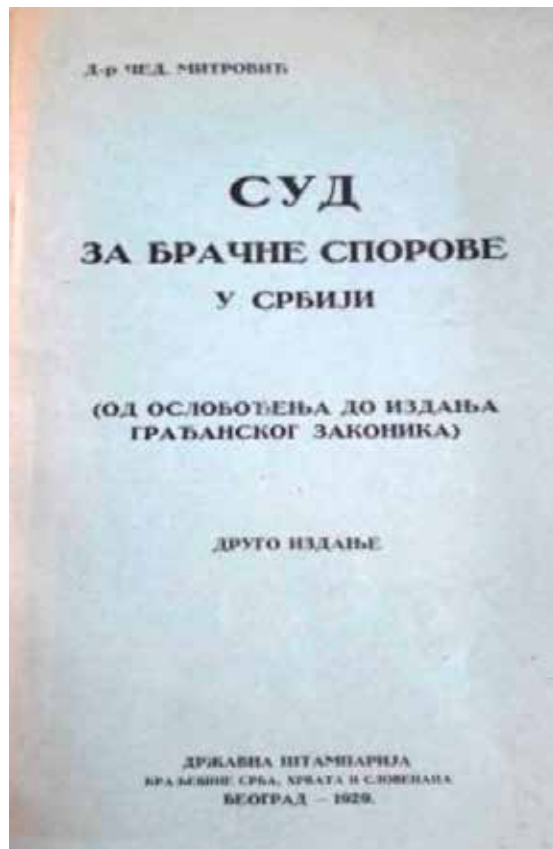 Д-р ЧЕД. МИТРОВИЋ
СУД
ЗА БРАЧНЕ СПОРОВЕ
У СРБИЈИ
(ОД ОСЛОБОЂЕЊА ДО ИЗДАЊА
ГРАЂАНСКОГ ЗАКОНИКА)
ДРУГО ИЗДАЊЕ
ДРЖАВНА ШТАМПАРИЈА
КРАЉЕВИНЕ СРБА, ХРВАТА И СЛОВЕНАЦА
БЕОГРАД — 1929.